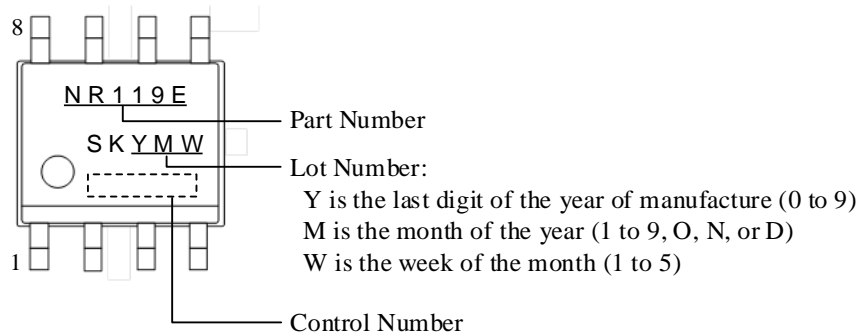 8
NR119E
Part Number
SKYMW
Lot Number:
Y is the last digit of the year of manufacture (0 to 9)
M is the month of the year (1 to 9, O, N, or D)
W is the week of the month (1 to 5)
1
Control Number